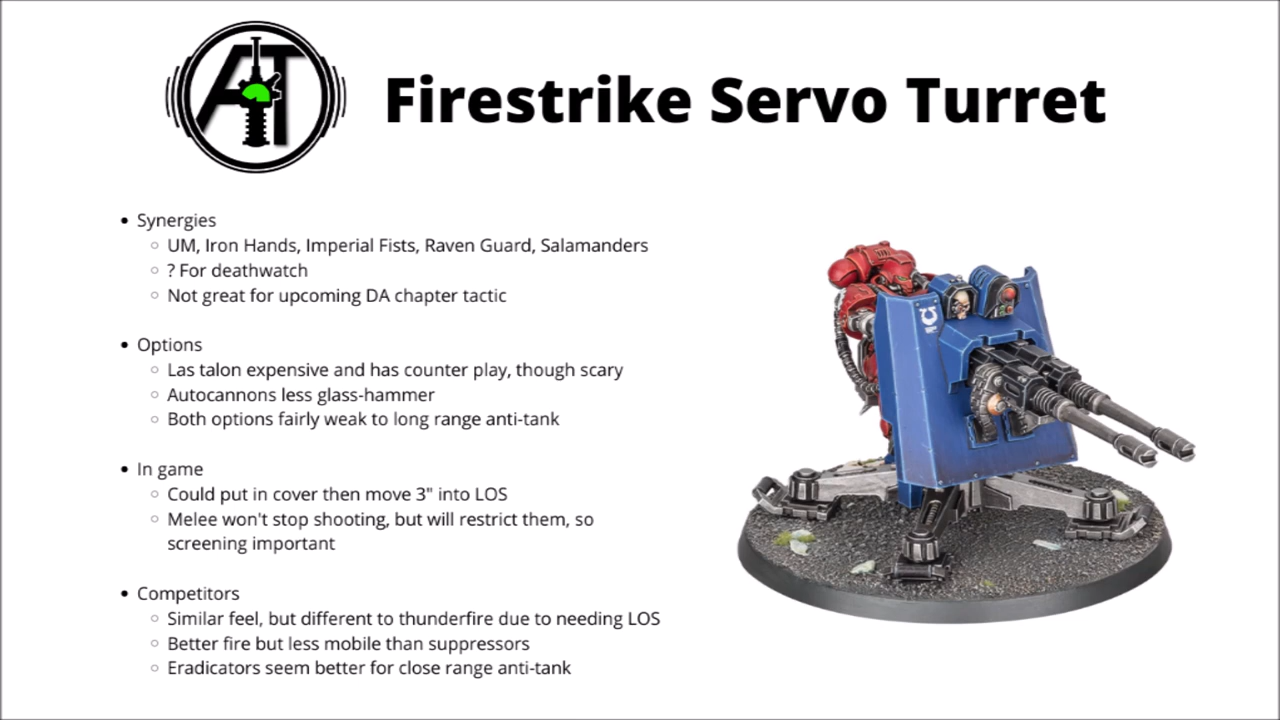 AT
Firestrike Servo Turret
• Synergies
◦ UM, Iron Hands, Imperial Fists, Raven Guard, Salamanders
◦ ? For deathwatch
◦ Not great for upcoming DA chapter tactic
• Options
◦ Las talon expensive and has counter play, though scary
◦ Autocannons less glass-hammer
◦ Both options fairly weak to long range anti-tank
• In game
◦ Could put in cover then move 3" into LOS
◦ Melee won't stop shooting, but will restrict them, so
screening important
• Competitors
◦ Similar feel, but different to thunderfire due to needing LOS
◦ Better fire but less mobile than suppressors
◦ Eradicators seem better for close range anti-tank